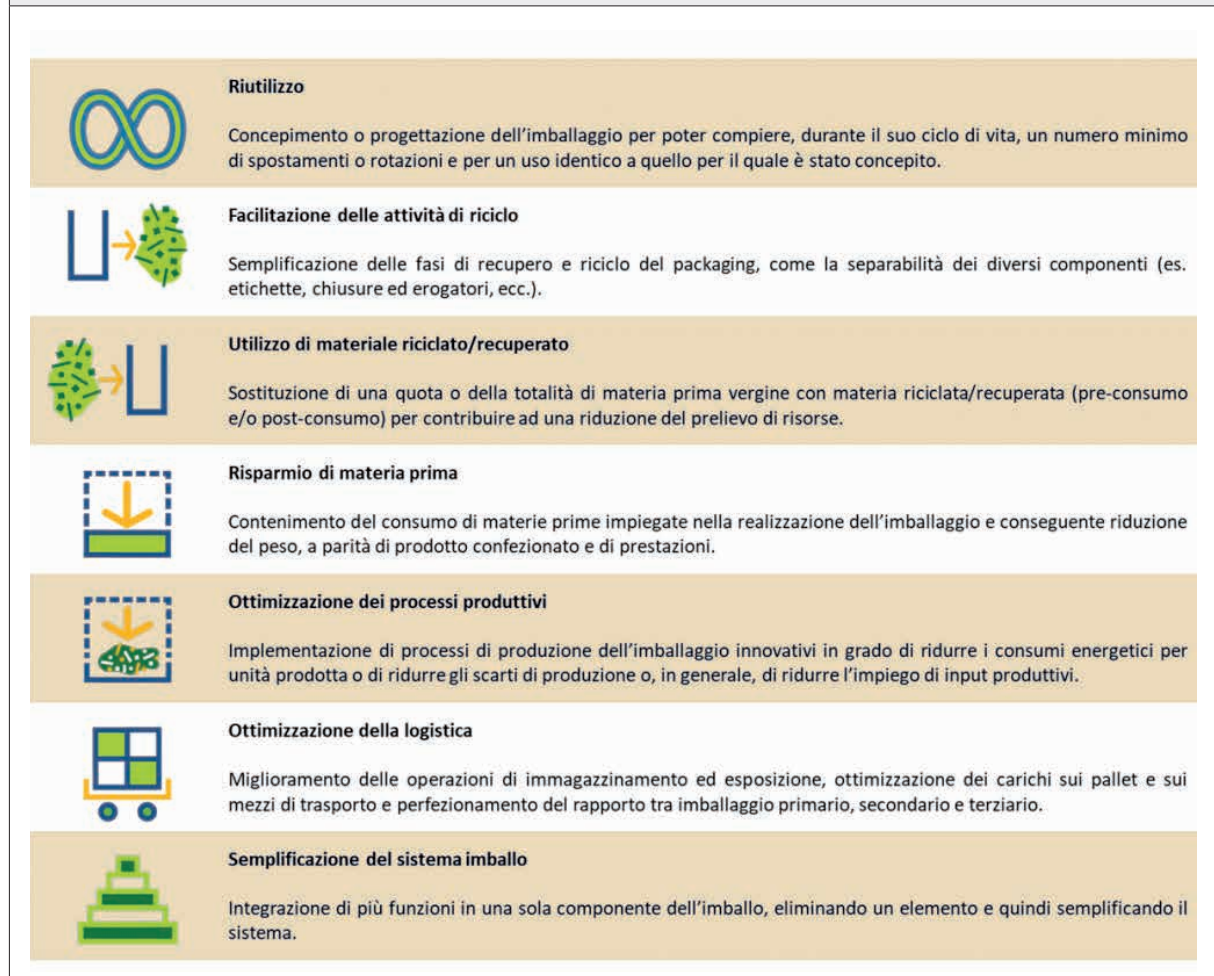 Riutilizzo
Concepimento o progettazione dell'imballaggio per poter compiere, durante il suo ciclo di vita, un numero minimo
di spostamenti o rotazioni e per un uso identico a quello per il quale è stato concepito.
Facilitazione delle attività di riciclo
Semplificazione delle fasi di recupero e riciclo del packaging, come la separabilità dei diversi componenti (es.
etichette, chiusure ed erogatori, ecc.).
Utilizzo di materiale riciclato/recuperato
Sostituzione di una quota o della totalità di materia prima vergine con materia riciclata/recuperata (pre-consumo
e/o post-consumo) per contribuire ad una riduzione del prelievo di risorse.
Risparmio di materia prima
Contenimento del consumo di materie prime impiegate nella realizzazione dell'imballaggio e conseguente riduzione
del peso, a parità di prodotto confezionato e di prestazioni.
Ottimizzazione dei processi produttivi
Implementazione di processi di produzione dell'imballaggio innovativi in grado di ridurre i consumi energetici per
unità prodotta o di ridurre gli scarti di produzione o, in generale, di ridurre l'impiego di input produttivi.
Ottimizzazione della logistica
Miglioramento delle operazioni di immagazzinamento ed esposizione, ottimizzazione dei carichi sui pallet e sui
mezzi di trasporto e perfezionamento del rapporto tra imballaggio primario, secondario e terziario.
Semplificazione del sistema imballo
Integrazione di più funzioni in una sola componente dell'imballo, eliminando un elemento e quindi semplificando il
sistema.